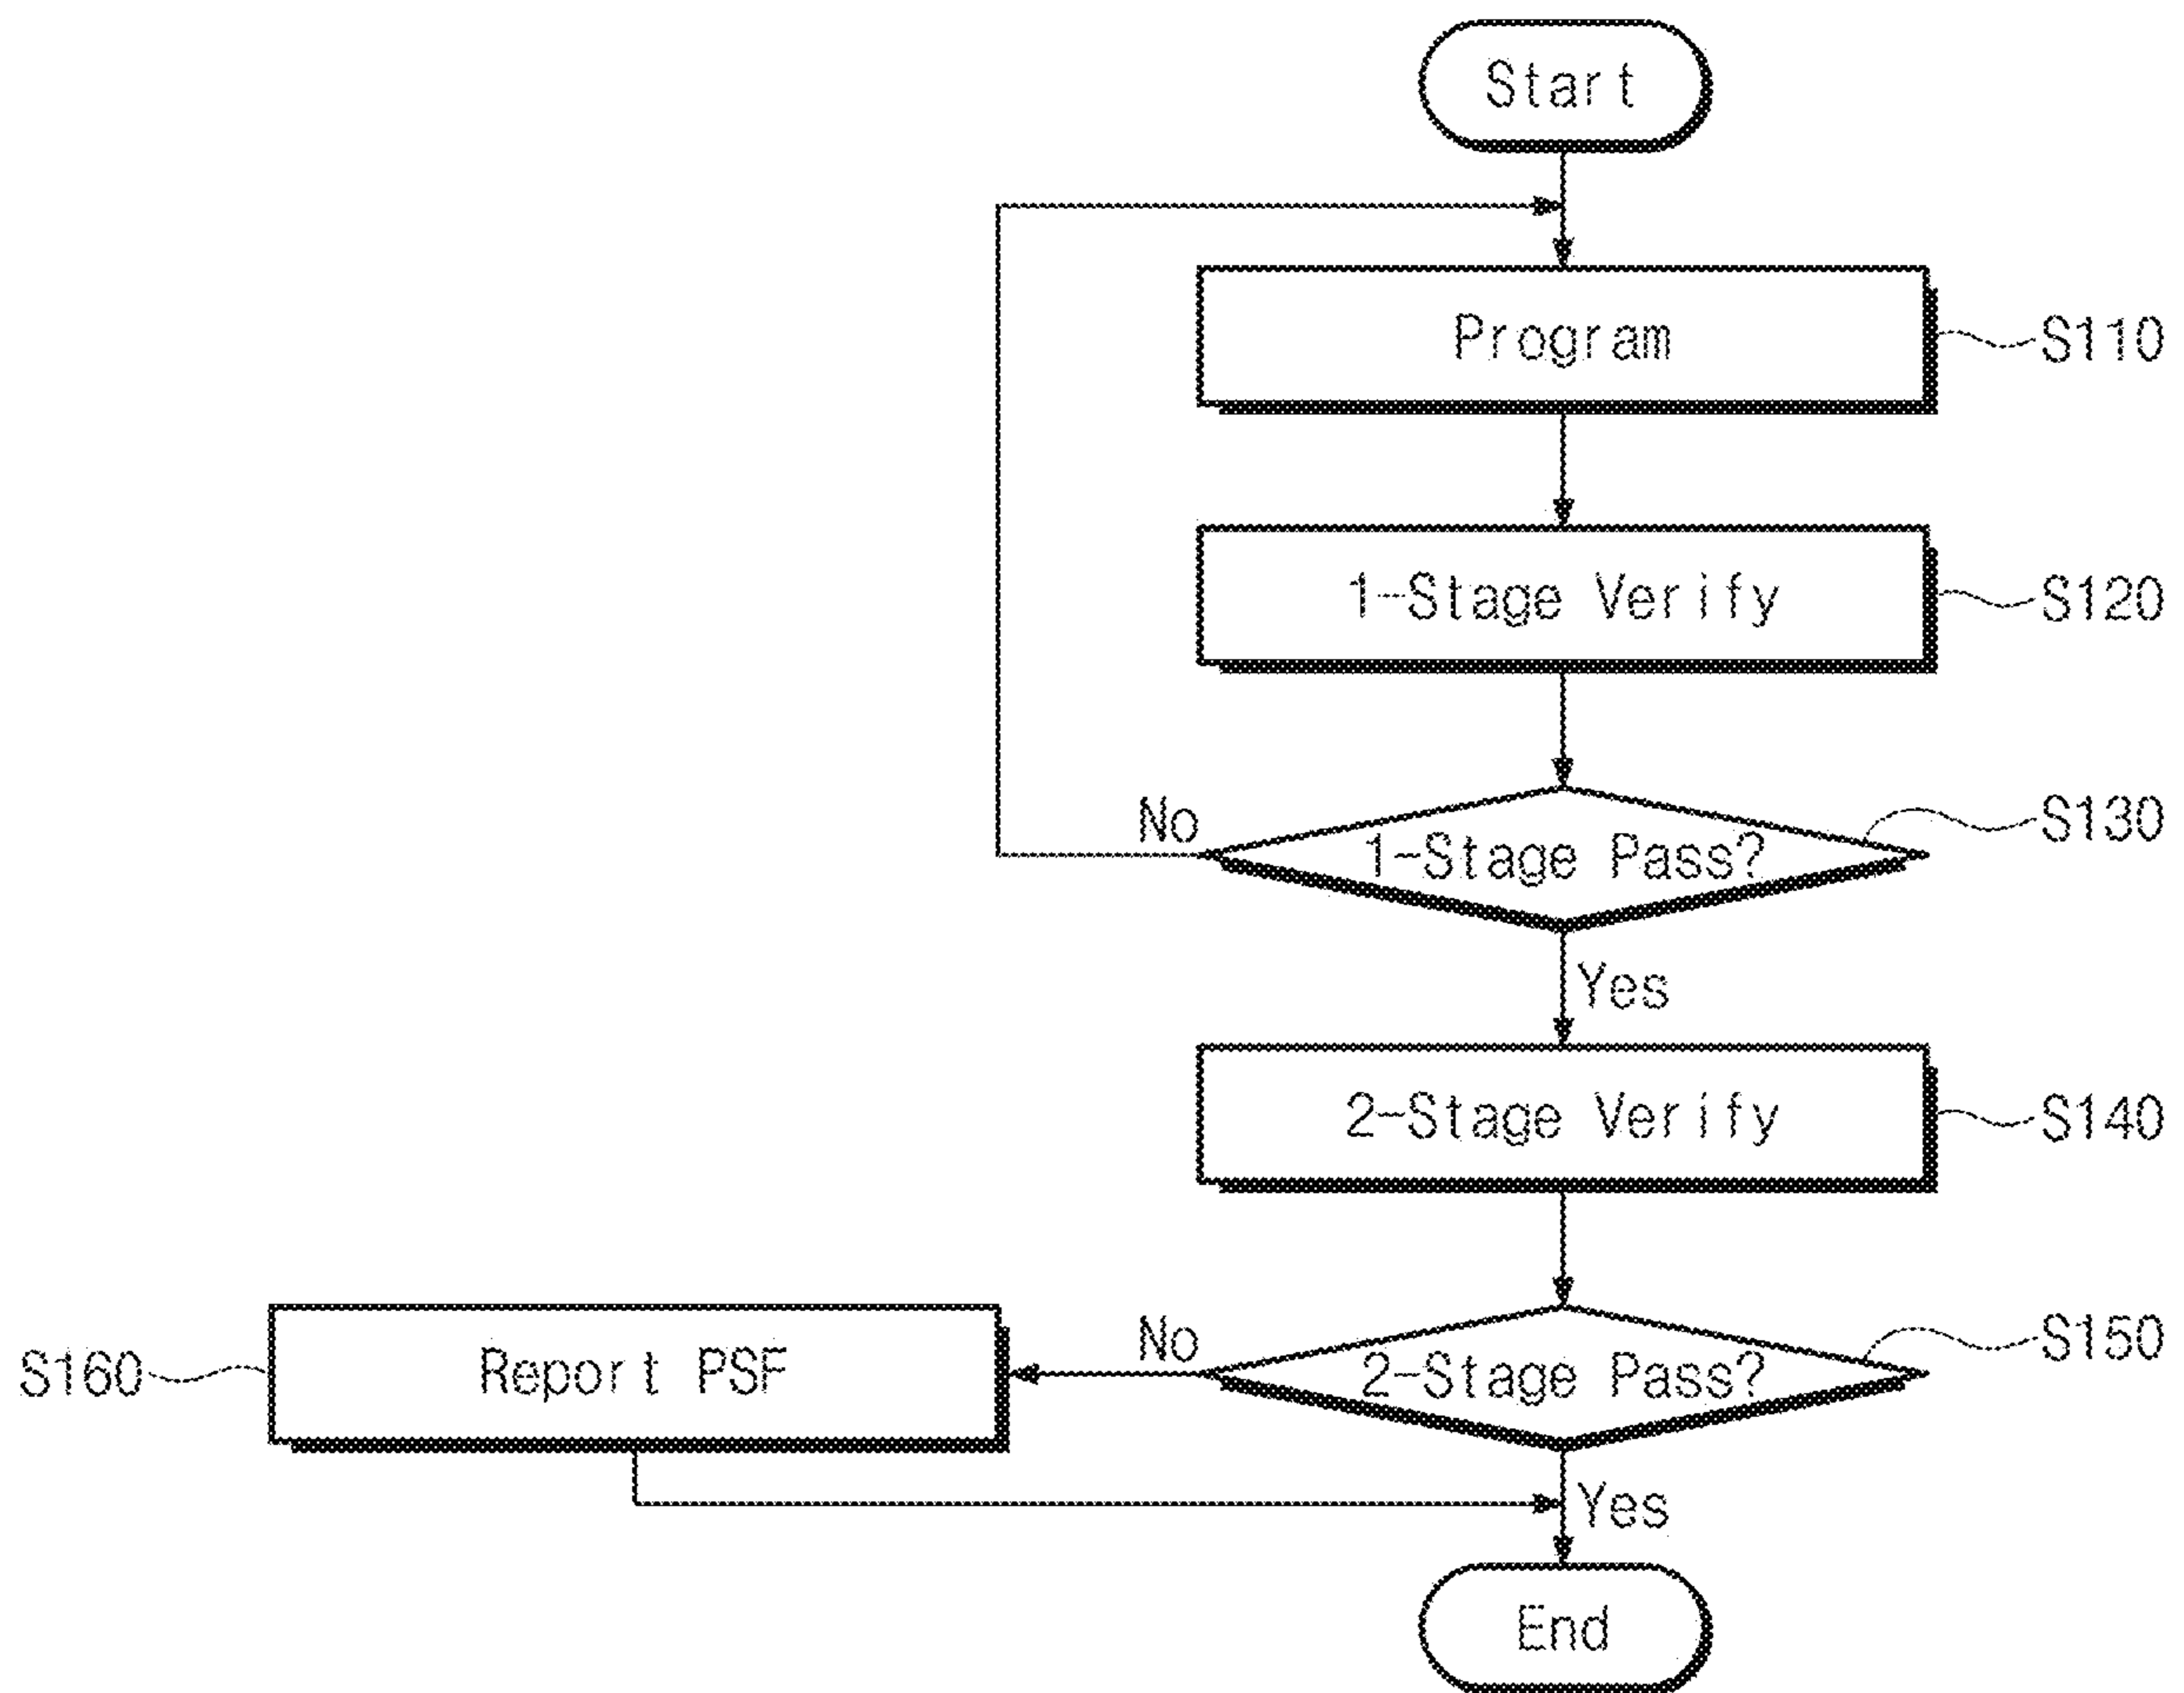 Start
Program
S110
1-Stage Verify
S120
No
1-Stage Pass?
S130
Yes
2-Stage Verify
S140
S160
Report PSF
No
2-Stage Pass?
S150
Yes
End